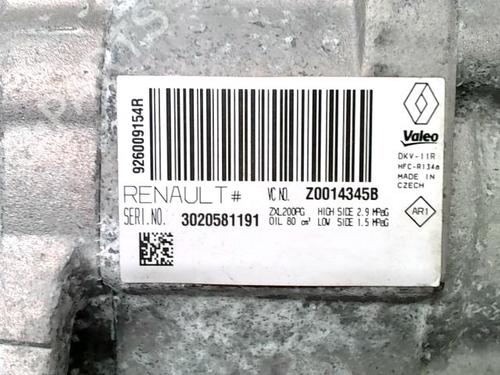 926009154R
Valeo
DKV-11R
HFC-R134a
MADE IN
CZECH
RENAULT # VC NO. Z0014345B
SERI.NO. 3020581191
ZXL200PG HIGH SIDE 2.9 MPaG
OIL 80 cm³ LOW SIDE 1.5 MPaG
AR1